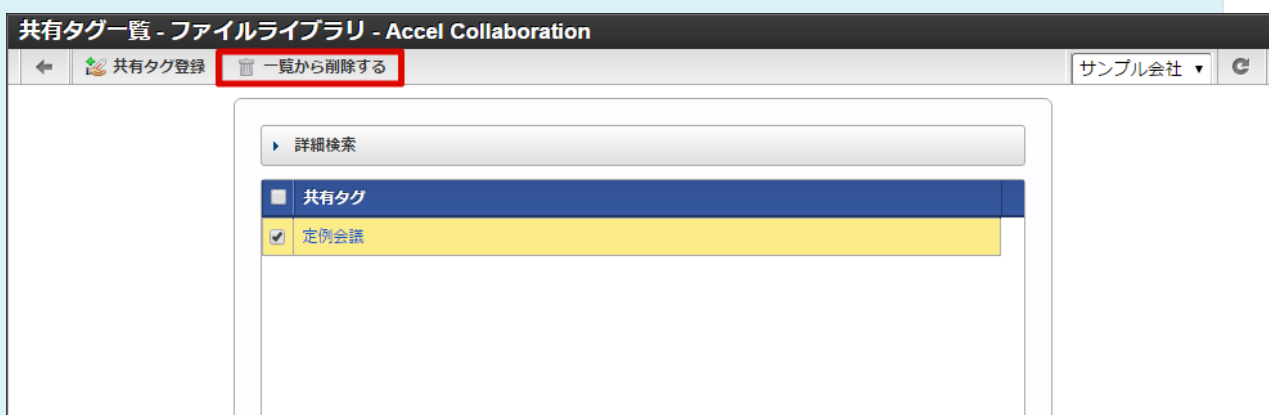 共有タグ一覧 - ファイルライブラリ - Accel Collaboration
共有タグ登録 一覧から削除する サンプル会社
詳細検索
共有タグ
定例会議